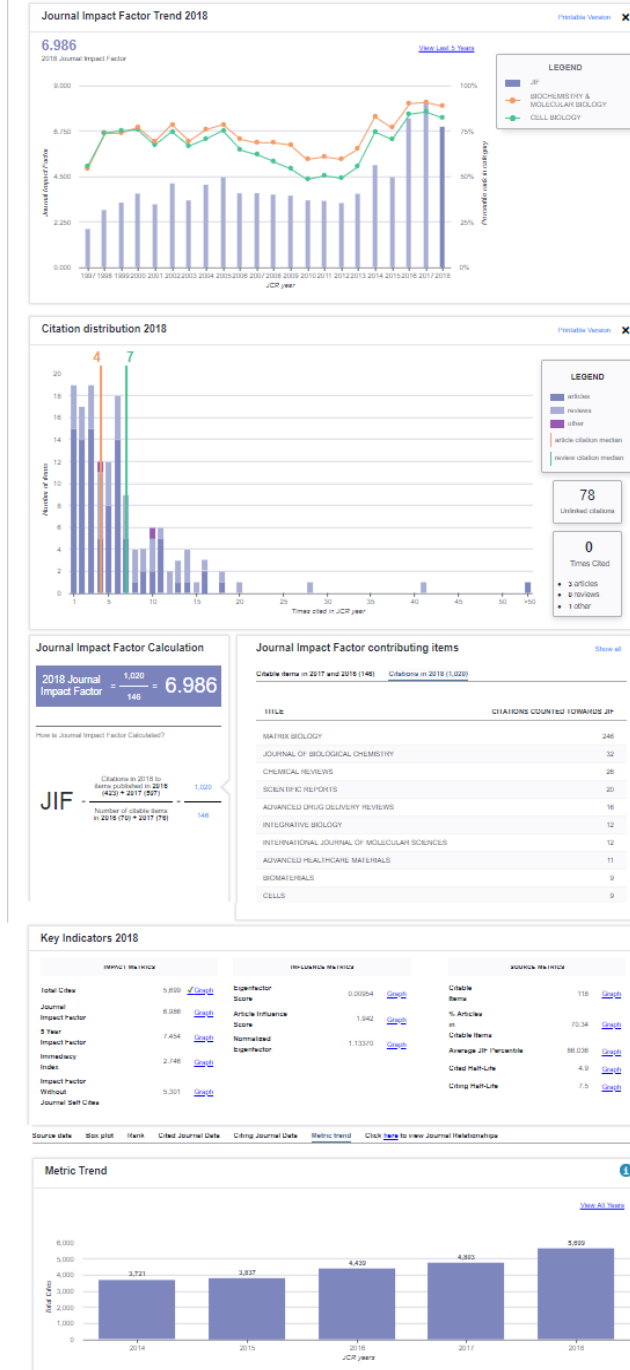 Journal Impact Factor Trend 2018
Printable Version X
6.986
2018 Journal Impact Factor
View Last 5 Years
LEGEND
JIF
BIOCHEMISTRY &
MOLECULAR BIOLOGY
CELL BIOLOGY
9.000
6.750
4.500
2.250
0.000
Journal Impact Factor
100%
75%
50%
25%
0%
Percentile rank in category
1997 1998 1999 2000 2001 2002 2003 2004 2005 2006 2007 2008 2009 2010 2011 2012 2013 2014 2015 2016 2017 2018
JCR year
Citation distribution 2018
Printable Version X
4 7
20
18
16
14
12
10
8
6
4
2
0
Number of items
1 5 10 15 20 25 30 35 40 45 50 >50
Times cited in JCR year
LEGEND
articles
reviews
other
article citation median
review citation median
78
Unlinked citations
0
Times Cited
• 3 articles
• 0 reviews
• 1 other
Journal Impact Factor Calculation
2018 Journal
Impact Factor = 1,020 / 146 = 6.986
How is Journal Impact Factor Calculated?
JIF =
Citations in 2018 to
items published in 2016
(423) + 2017 (597)
Number of citable items
in 2016 (70) + 2017 (76)
=
1,020
146
Journal Impact Factor contributing items
Show all
Citable items in 2017 and 2016 (146) Citations in 2018 (1,020)
TITLE CITATIONS COUNTED TOWARDS JIF
MATRIX BIOLOGY 246
JOURNAL OF BIOLOGICAL CHEMISTRY 32
CHEMICAL REVIEWS 26
SCIENTIFIC REPORTS 20
ADVANCED DRUG DELIVERY REVIEWS 16
INTEGRATIVE BIOLOGY 12
INTERNATIONAL JOURNAL OF MOLECULAR SCIENCES 12
ADVANCED HEALTHCARE MATERIALS 11
BIOMATERIALS 9
CELLS 9
Key Indicators 2018
IMPACT METRICS
Total Cites 5,699 Graph
Journal
Impact Factor 6.986 Graph
5 Year
Impact Factor 7.454 Graph
Immediacy
Index 2.746 Graph
Impact Factor
Without
Journal Self Cites 5.301 Graph
INFLUENCE METRICS
Eigenfactor
Score 0.00954 Graph
Article Influence
Score 1.942 Graph
Normalized
Eigenfactor 1.13370 Graph
SOURCE METRICS
Citable
Items 118 Graph
% Articles
in
Citable Items 70.34 Graph
Average JIF Percentile Graph
Cited Half-Life 4.9 Graph
Citing Half-Life 7.5 Graph
Source data Box plot Rank Cited Journal Data Citing Journal Data Metric trend Click here to view Journal Relationships
Metric Trend
View All Years
6,000
5,000
4,000
3,000
2,000
1,000
0
Total Cites
3,721
3,837
4,439
4,803
5,699
2014 2015 2016 2017 2018
JCR years